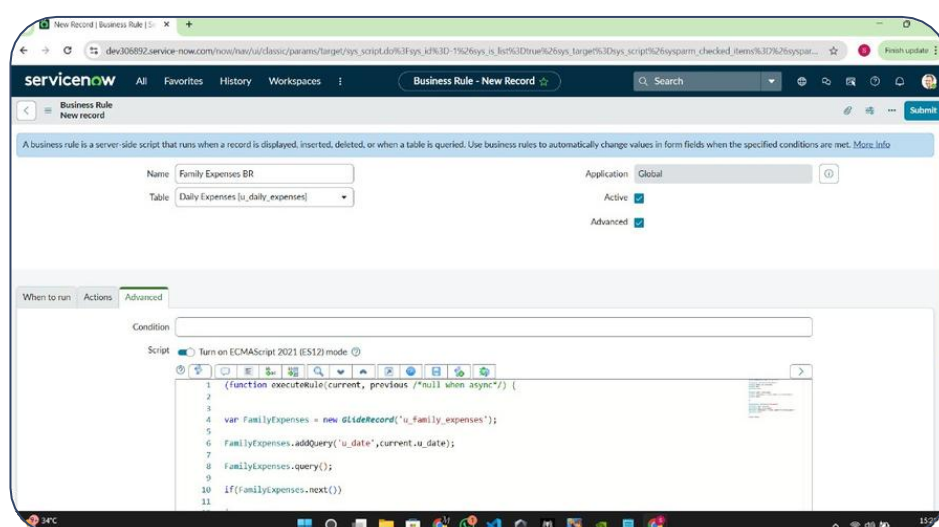 New Record | Business Rule | S
dev306892.service-now.com/now/nav/ui/classic/params/target/sys_script.do%3Fsys_id%3D-1%26sys_is_list%3Dtrue%26sys_target%3Dsys_script%26sysparm_checked_items%3D%26syspar...
Finish update
servicenow All Favorites History Workspaces Business Rule - New Record Search
Business Rule
New record
Submit
A business rule is a server-side script that runs when a record is displayed, inserted, deleted, or when a table is queried. Use business rules to automatically change values in form fields when the specified conditions are met. More Info
Name Family Expenses BR Application Global
Table Daily Expenses [u_daily_expenses] Active
Advanced
When to run Actions Advanced
Condition
Script Turn on ECMAScript 2021 (ES12) mode
1 (function executeRule(current, previous /*null when async*/) {
2
3
4 var FamilyExpenses = new GlideRecord('u_family_expenses');
5
6 FamilyExpenses.addQuery('u_date',current.u_date);
7
8 FamilyExpenses.query();
9
10 if(FamilyExpenses.next())
11
34°C